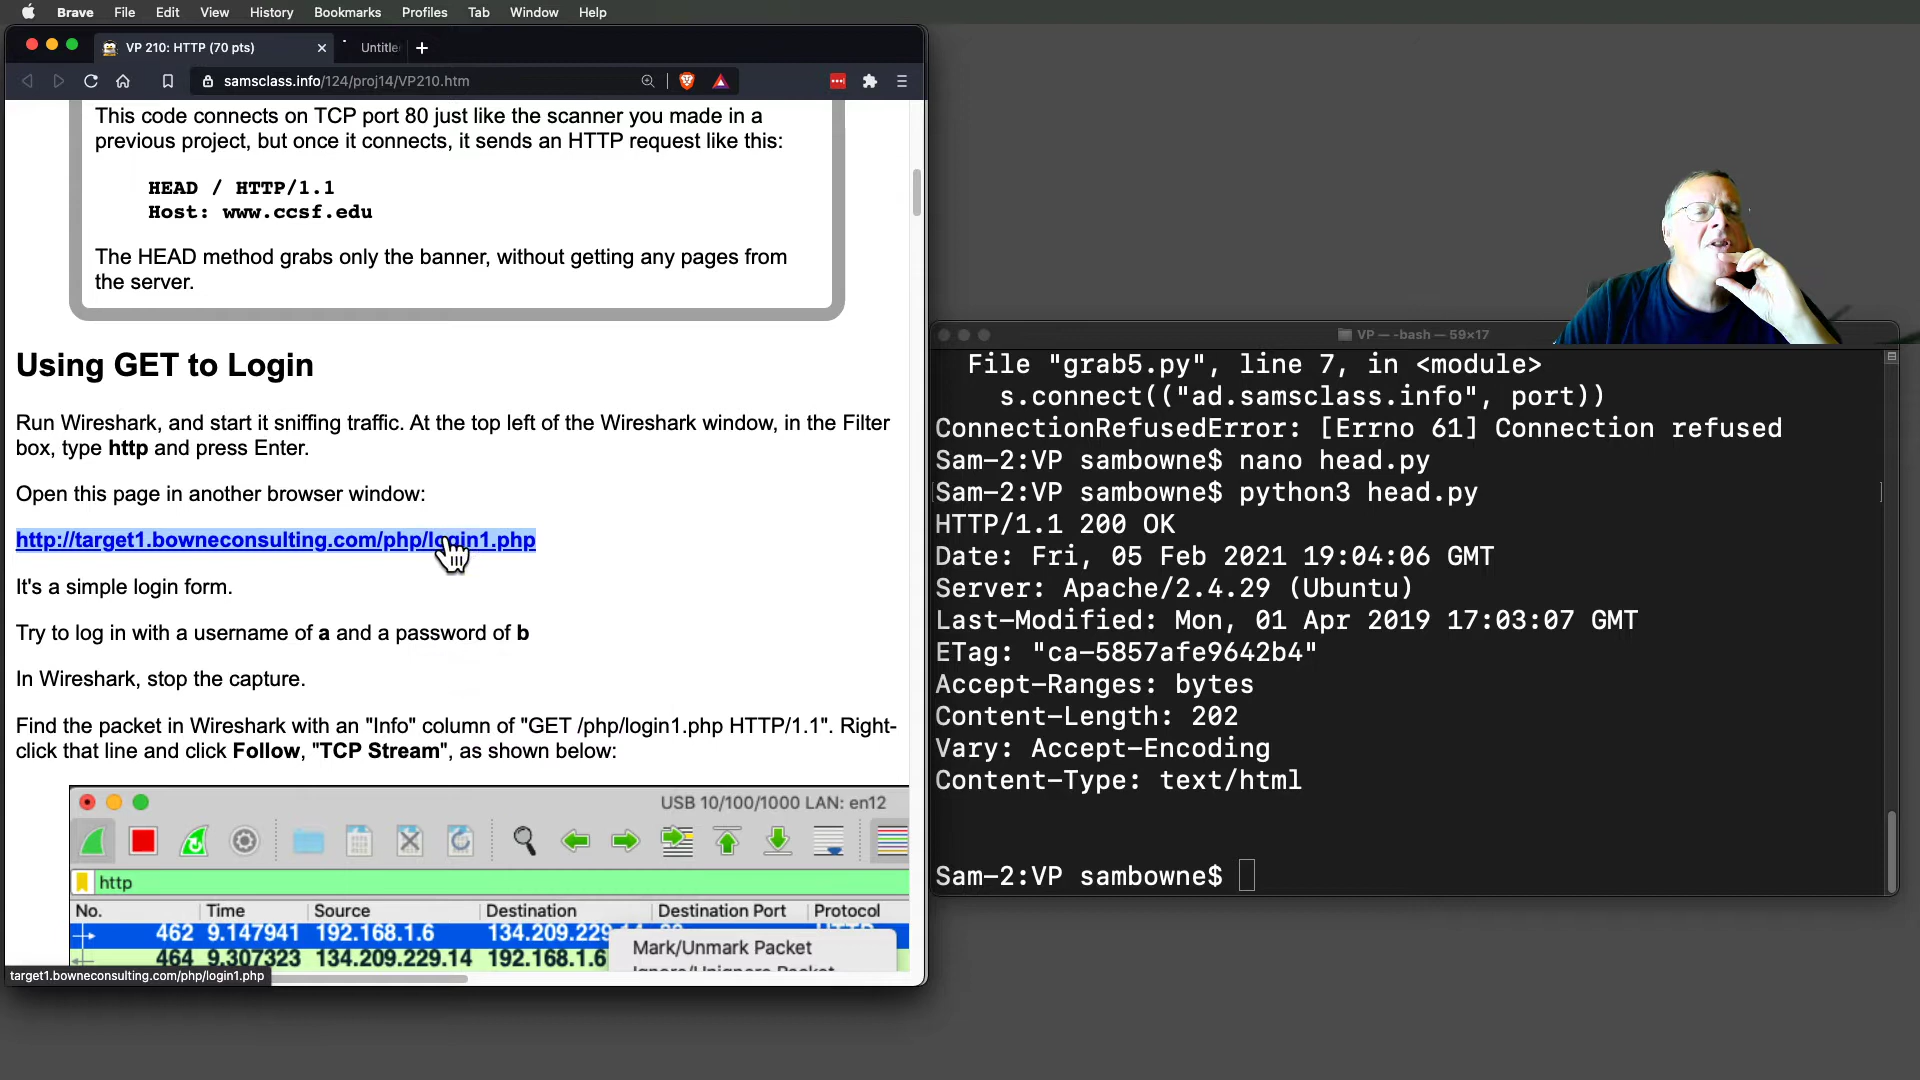 Brave File Edit View History Bookmarks Profiles Tab Window Help
VP 210: HTTP (70 pts)
samsclass.info/124/proj14/VP210.htm
This code connects on TCP port 80 just like the scanner you made in a
previous project, but once it connects, it sends an HTTP request like this:
HEAD / HTTP/1.1
Host: www.ccsf.edu
The HEAD method grabs only the banner, without getting any pages from
the server.
Using GET to Login
Run Wireshark, and start it sniffing traffic. At the top left of the Wireshark window, in the Filter
box, type http and press Enter.
Open this page in another browser window:
http://target1.bowneconsulting.com/php/login1.php
It's a simple login form.
Try to log in with a username of a and a password of b
In Wireshark, stop the capture.
Find the packet in Wireshark with an "Info" column of "GET /php/login1.php HTTP/1.1". Right-
click that line and click Follow, "TCP Stream", as shown below:
USB 10/100/1000 LAN: en12
http
No. Time Source Destination Destination Port Protocol
462 9.147941 192.168.1.6 134.209.229.14
Mark/Unmark Packet
464 9.307323 134.209.229.14 192.168.1.6
target1.bowneconsulting.com/php/login1.php
VP — -bash — 59×17
File "grab5.py", line 7, in <module>
s.connect(("ad.samsclass.info", port))
ConnectionRefusedError: [Errno 61] Connection refused
Sam-2:VP sambowne$ nano head.py
Sam-2:VP sambowne$ python3 head.py
HTTP/1.1 200 OK
Date: Fri, 05 Feb 2021 19:04:06 GMT
Server: Apache/2.4.29 (Ubuntu)
Last-Modified: Mon, 01 Apr 2019 17:03:07 GMT
ETag: "ca-5857afe9642b4"
Accept-Ranges: bytes
Content-Length: 202
Vary: Accept-Encoding
Content-Type: text/html
Sam-2:VP sambowne$